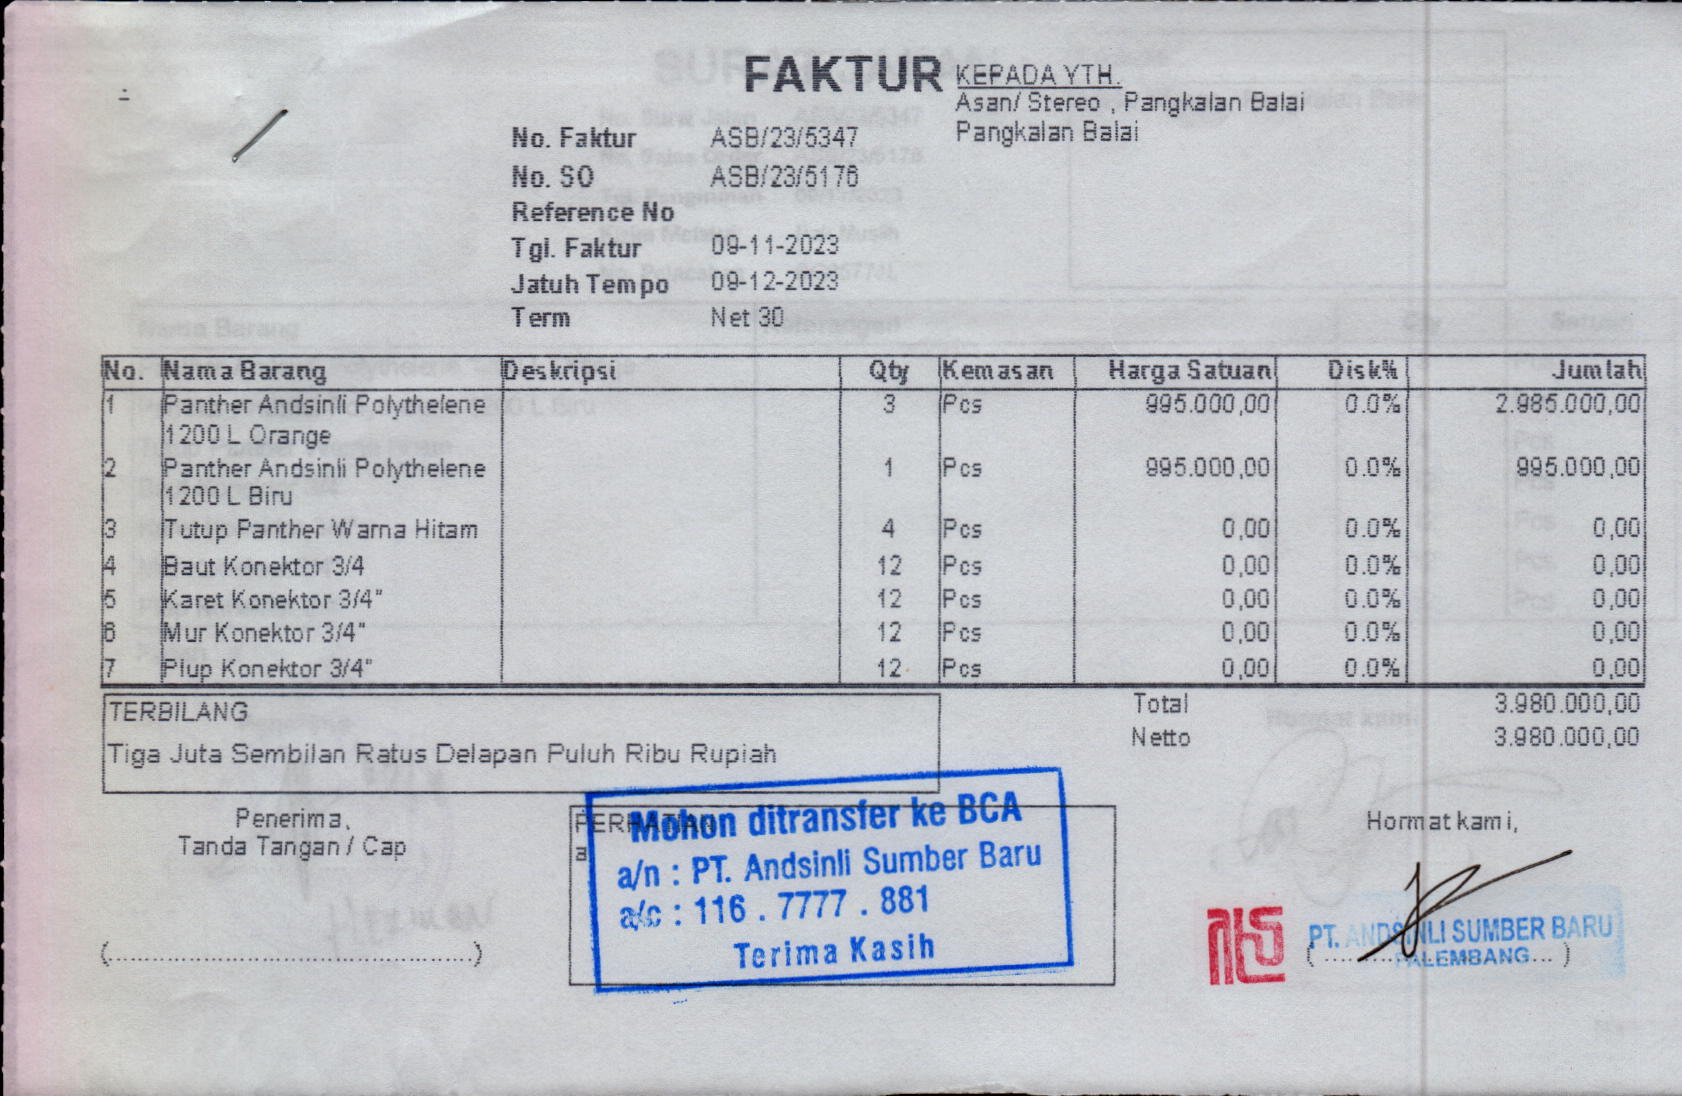 FAKTUR
KEPADA YTH.
Asan/ Stereo , Pangkalan Balai
Pangkalan Balai
No. Faktur ASB/23/5347
No. SO ASB/23/5176
Reference No
Tgl. Faktur 09-11-2023
Jatuh Tempo 09-12-2023
Term Net 30
No. Nama Barang Deskripsi Qty Kemasan Harga Satuan Disk% Jumlah
1 Panther Andsinli Polythelene 3 Pcs 995.000,00 0.0% 2.985.000,00
1200 L Orange
2 Panther Andsinli Polythelene 1 Pcs 995.000,00 0.0% 995.000,00
1200 L Biru
3 Tutup Panther Warna Hitam 4 Pcs 0,00 0.0% 0,00
4 Baut Konektor 3/4 12 Pcs 0,00 0.0% 0,00
5 Karet Konektor 3/4" 12 Pcs 0,00 0.0% 0,00
6 Mur Konektor 3/4" 12 Pcs 0,00 0.0% 0,00
7 Plup Konektor 3/4" 12 Pcs 0,00 0.0% 0,00
TERBILANG
Tiga Juta Sembilan Ratus Delapan Puluh Ribu Rupiah
Total 3.980.000,00
Netto 3.980.000,00
Penerima,
Tanda Tangan / Cap
(................................................)
PERHATIAN
Mohon ditransfer ke BCA
a/n : PT. Andsinli Sumber Baru
a/c : 116 . 7777 . 881
Terima Kasih
Hormat kami,
PT. ANDSINLI SUMBER BARU
PALEMBANG